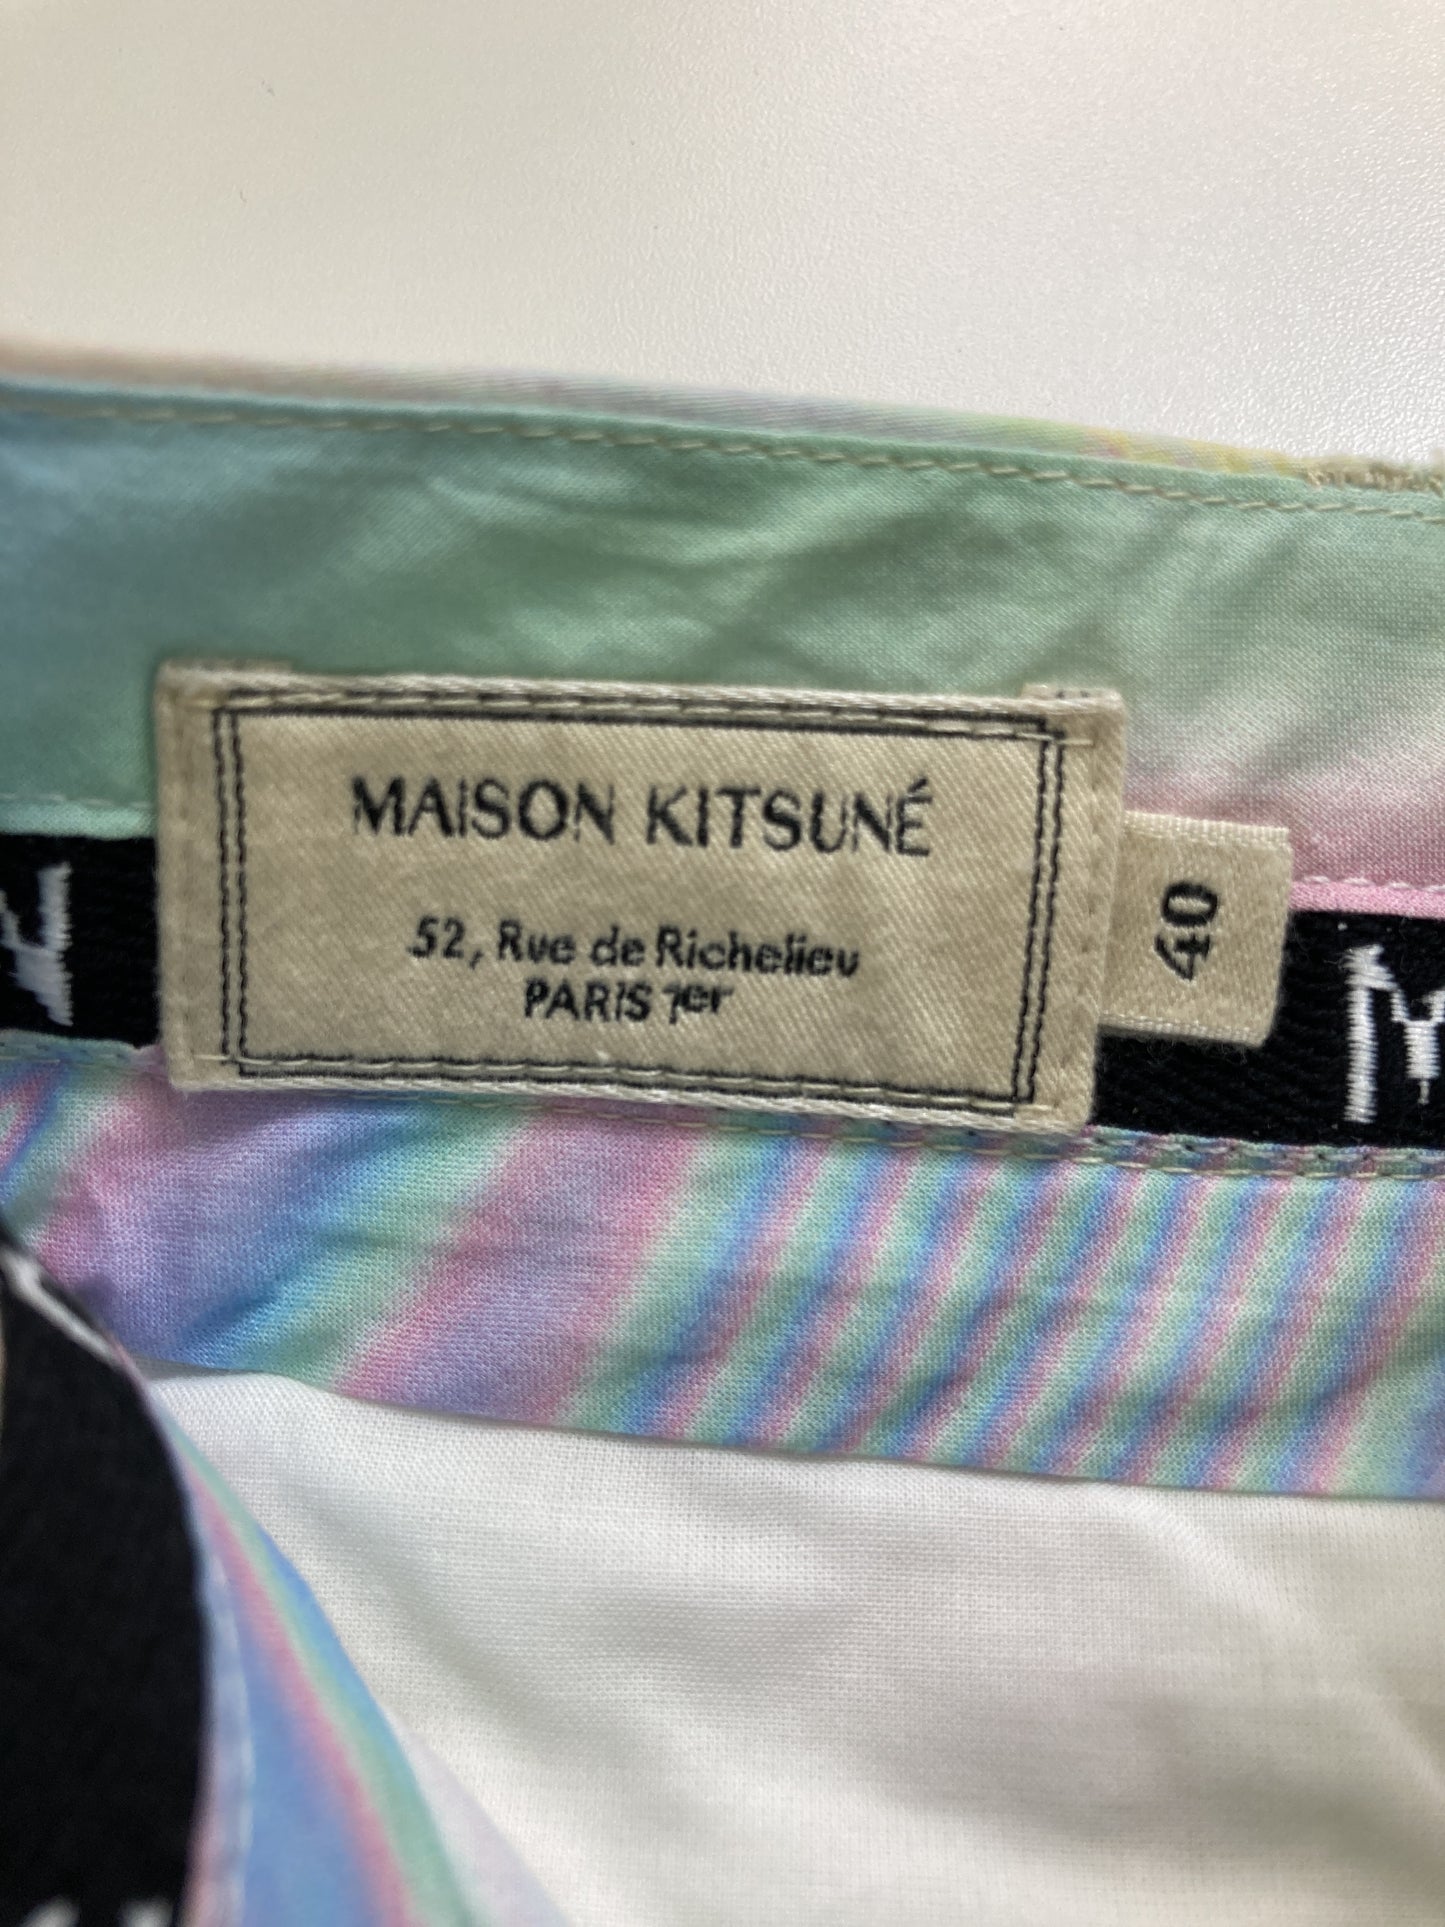 MAISON KITSUNÉ
52, Rue de Richelieu
PARIS 1er
40
N
M